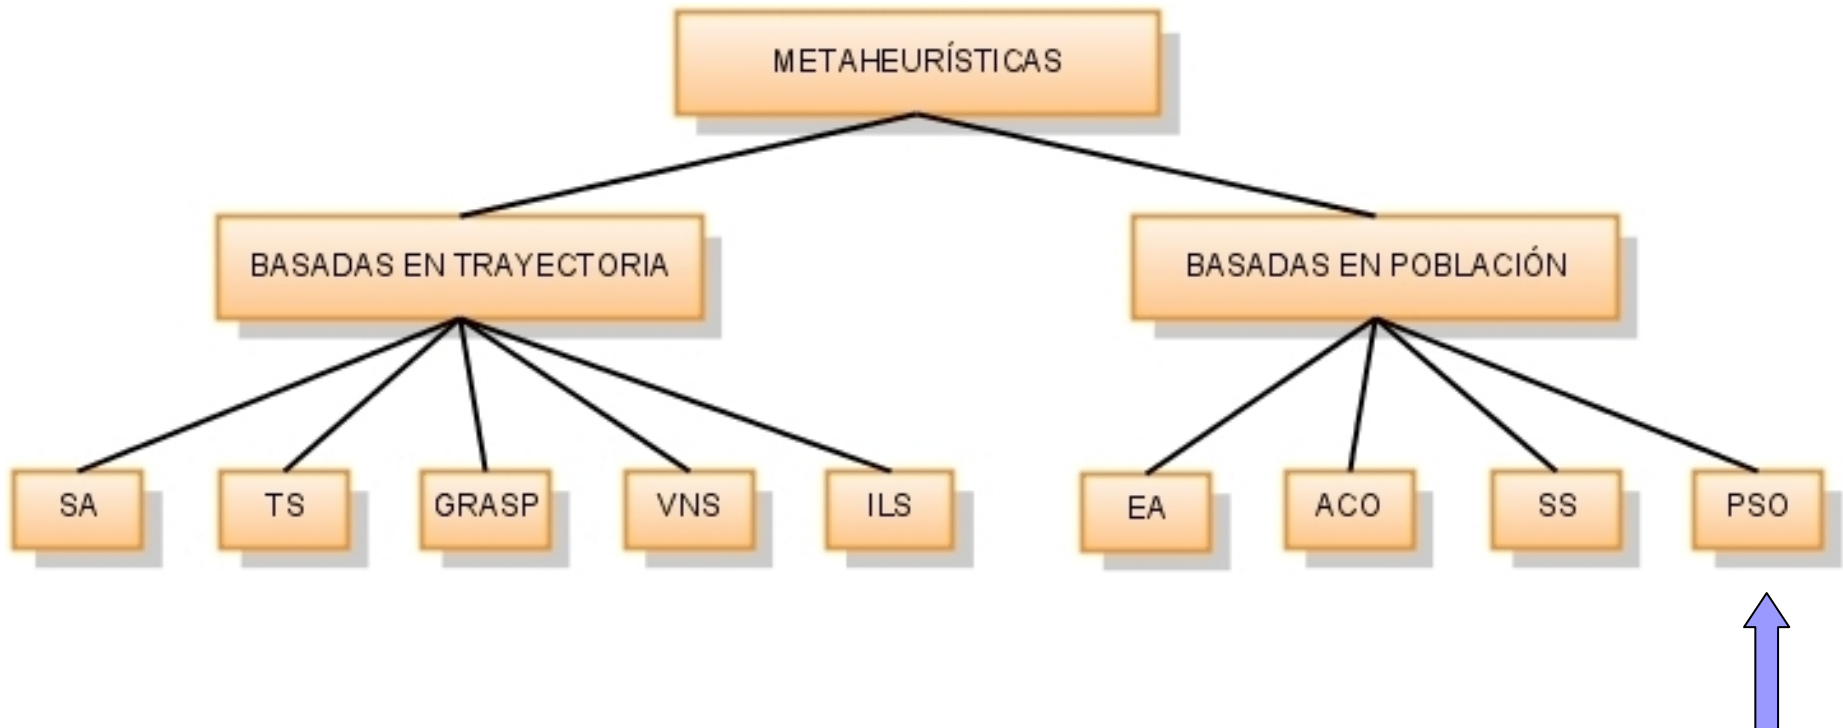 METAHEURÍSTICAS
BASADAS EN TRAYECTORIA
BASADAS EN POBLACIÓN
SA
TS
GRASP
VNS
ILS
EA
ACO
SS
PSO